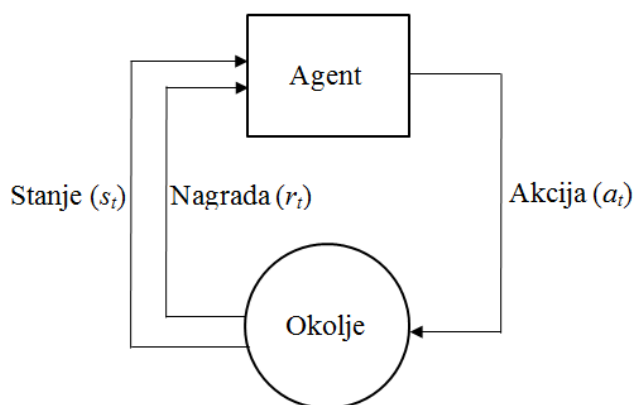 Agent
Stanje (sₜ)
Nagrada (rₜ)
Akcija (aₜ)
Okolje